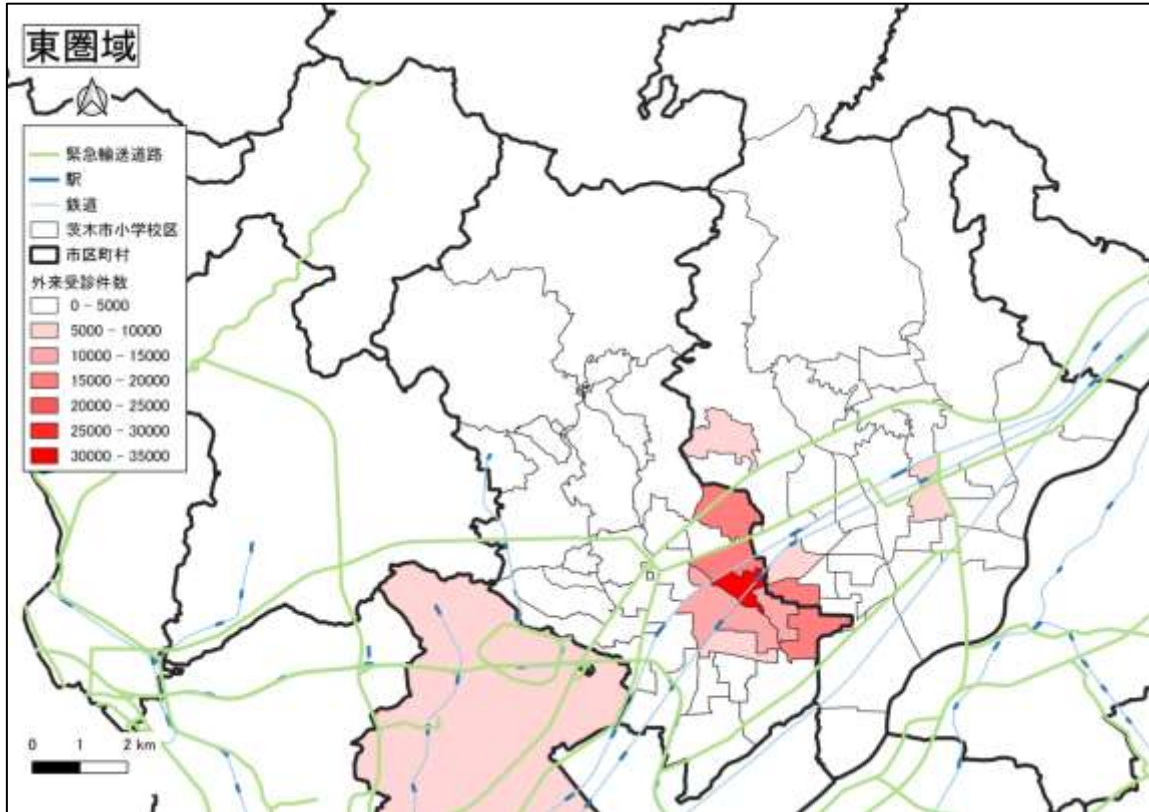 東圏域
緊急輸送道路
駅
鉄道
茨木市小学校区
市区町村
外来受診件数
0 - 5000
5000 - 10000
10000 - 15000
15000 - 20000
20000 - 25000
25000 - 30000
30000 - 35000
0 1 2 km